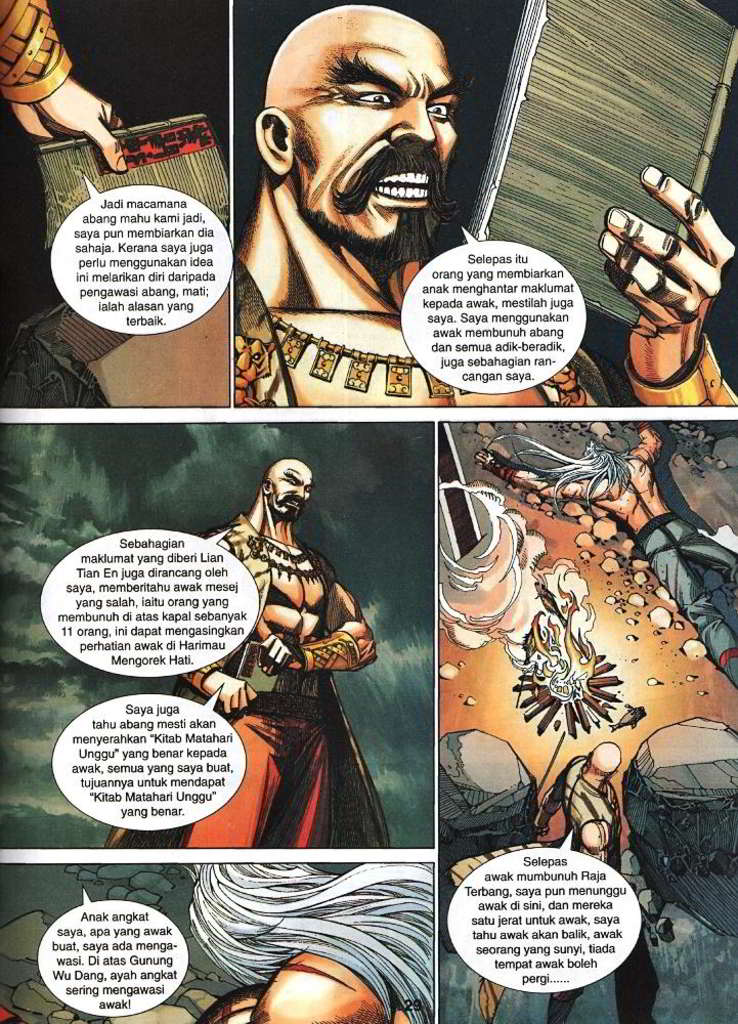 Jadi macamana
abang mahu kami jadi,
saya pun membiarkan dia
sahaja. Kerana saya juga
perlu menggunakan idea
ini melarikan diri daripada
pengawasi abang, mati;
ialah alasan yang
terbaik.
Selepas itu
orang yang membiarkan
anak menghantar maklumat
kepada awak, mestilah juga
saya. Saya menggunakan
awak membunuh abang
dan semua adik-beradik,
juga sebahagian ran-
cangan saya.
Sebahagian
maklumat yang diberi Lian
Tian En juga dirancang oleh
saya, memberitahu awak mesej
yang salah, iaitu orang yang
membunuh di atas kapal sebanyak
11 orang, ini dapat mengasingkan
perhatian awak di Harimau
Mengorek Hati.
Saya juga
tahu abang mesti akan
menyerahkan "Kitab Matahari
Unggu" yang benar kepada
awak, semua yang saya buat,
tujuannya untuk mendapat
"Kitab Matahari Unggu"
yang benar.
Anak angkat
saya, apa yang awak
buat, saya ada menga-
wasi. Di atas Gunung
Wu Dang, ayah angkat
sering mengawasi
awak!
Selepas
awak mumbunuh Raja
Terbang, saya pun menunggu
awak di sini, dan mereka
satu jerat untuk awak, saya
tahu awak akan balik, awak
seorang yang sunyi, tiada
tempat awak boleh
pergi......
29